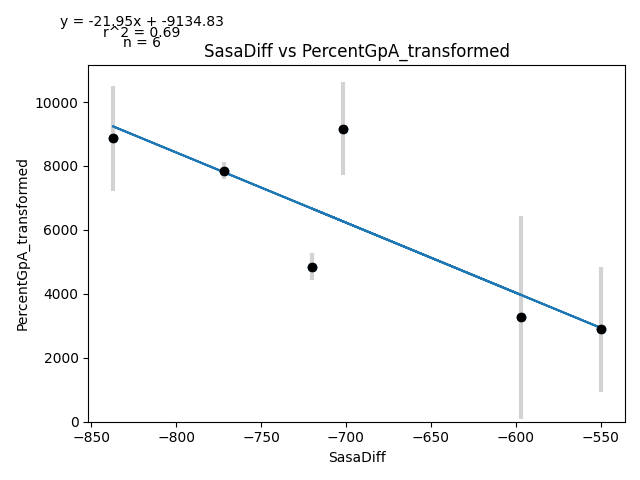 y = -21.95x + -9134.83
r^2 = 0.69
n = 6
SasaDiff vs PercentGpA_transformed
PercentGpA_transformed
10000
8000
6000
4000
2000
0
−850
−800
−750
−700
−650
−600
−550
SasaDiff